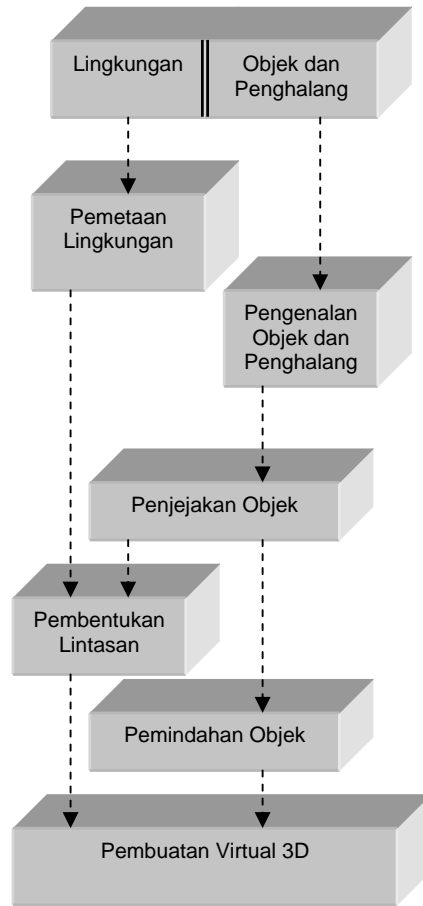 Lingkungan
Objek dan
Penghalang
Pemetaan
Lingkungan
Pengenalan
Objek dan
Penghalang
Penjejakan Objek
Pembentukan
Lintasan
Pemindahan Objek
Pembuatan Virtual 3D